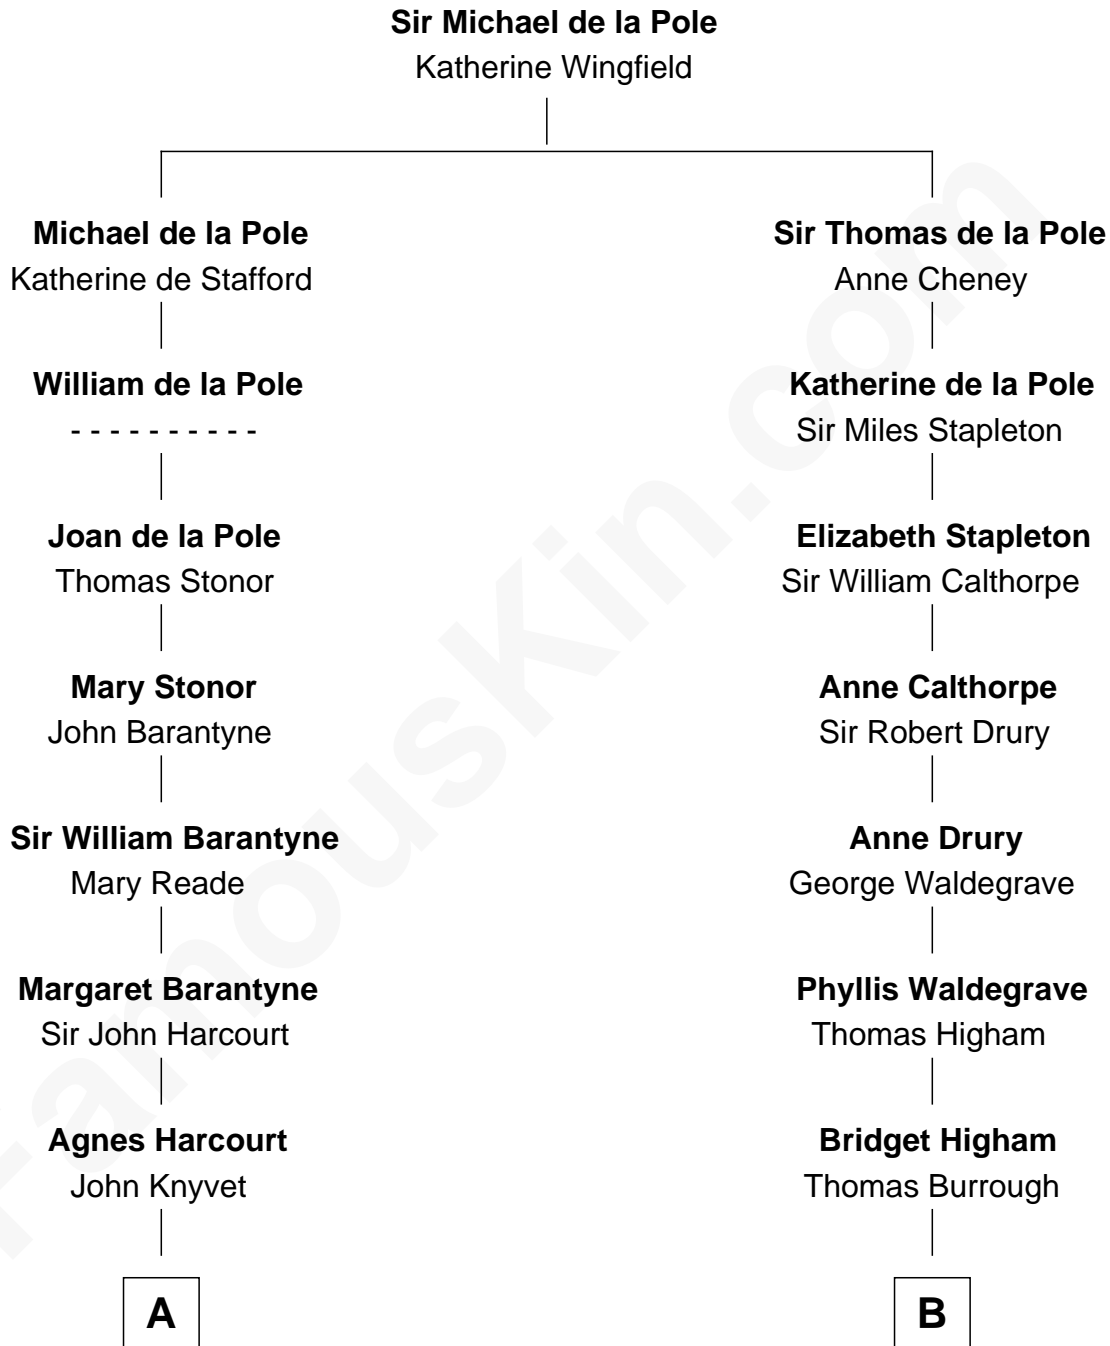 Sir Michael de la Pole
Katherine Wingfield
Michael de la Pole
Katherine de Stafford
William de la Pole
- - - - - - - - - -
Joan de la Pole
Thomas Stonor
Mary Stonor
John Barantyne
Sir William Barantyne
Mary Reade
Margaret Barantyne
Sir John Harcourt
Agnes Harcourt
John Knyvet
A
Sir Thomas de la Pole
Anne Cheney
Katherine de la Pole
Sir Miles Stapleton
Elizabeth Stapleton
Sir William Calthorpe
Anne Calthorpe
Sir Robert Drury
Anne Drury
George Waldegrave
Phyllis Waldegrave
Thomas Higham
Bridget Higham
Thomas Burrough
B
FamousKin.com